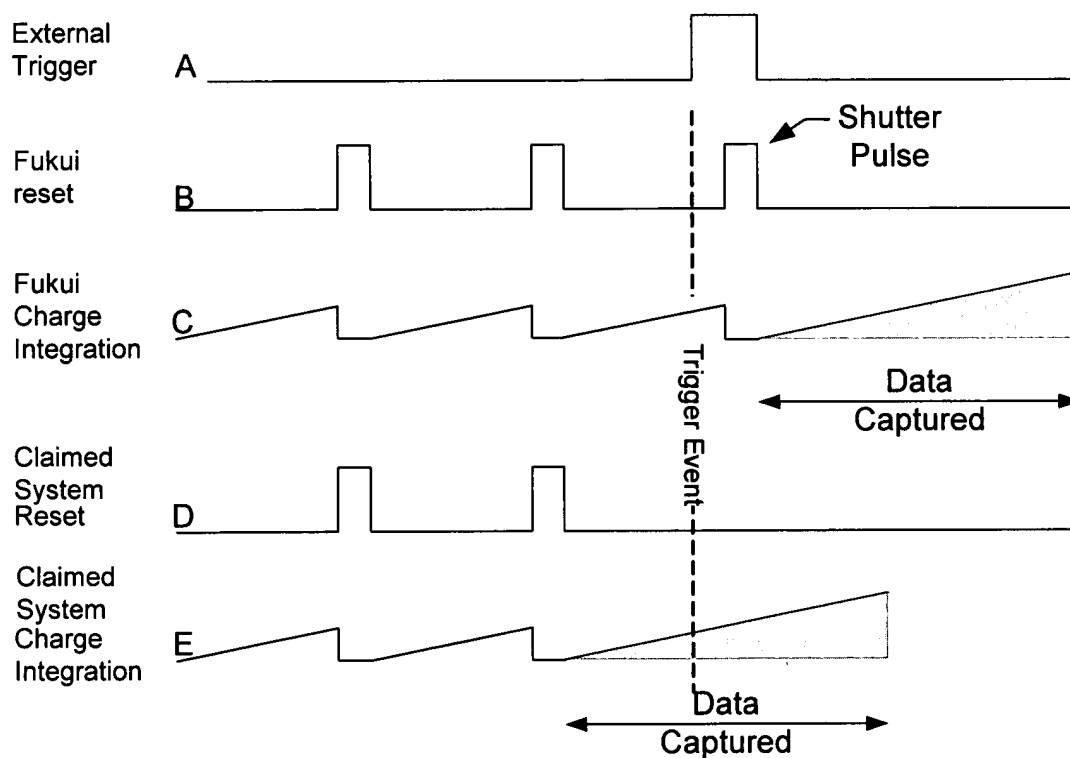 External
Trigger
A
Shutter
Pulse
Fukui
reset
B
Fukui
Charge
Integration
C
Trigger Event
Data
Captured
Claimed
System
Reset
D
Claimed
System
Charge
Integration
E
Data
Captured